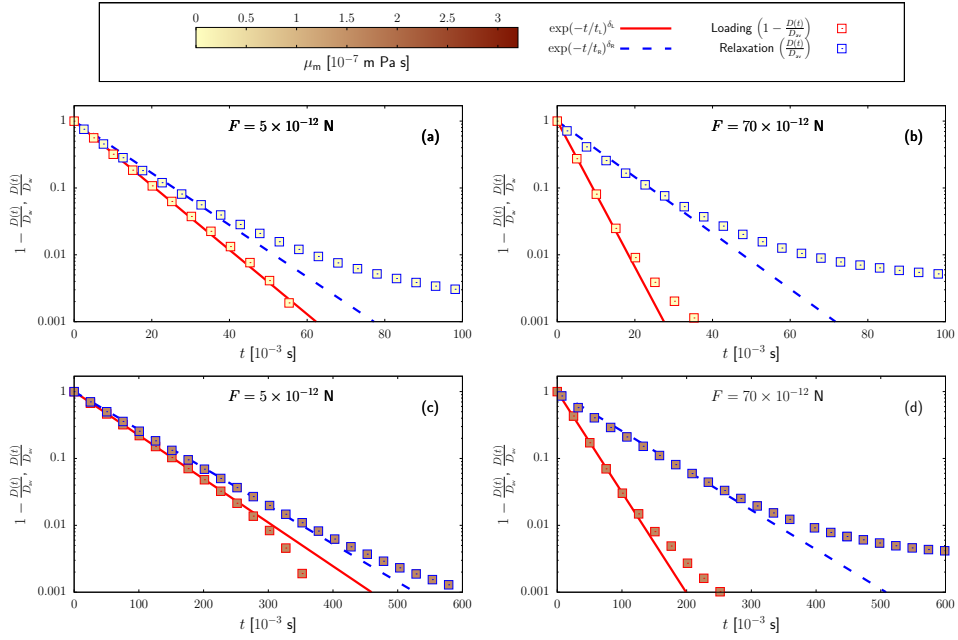 0 0.5 1 1.5 2 2.5 3
μm [10^-7 m Pa s]
exp(−t/tL)^δL
exp(−t/tR)^δR
Loading (1 − D(t)/D∞)
Relaxation (D(t)/D∞)
F = 5 × 10^-12 N
(a)
1
0.1
0.01
0.001
1 − D(t)/D∞, D(t)/D∞
0 20 40 60 80 100
t [10^-3 s]
F = 70 × 10^-12 N
(b)
1
0.1
0.01
0.001
1 − D(t)/D∞, D(t)/D∞
0 20 40 60 80 100
t [10^-3 s]
F = 5 × 10^-12 N
(c)
1
0.1
0.01
0.001
1 − D(t)/D∞, D(t)/D∞
0 100 200 300 400 500 600
t [10^-3 s]
F = 70 × 10^-12 N
(d)
1
0.1
0.01
0.001
1 − D(t)/D∞, D(t)/D∞
0 100 200 300 400 500 600
t [10^-3 s]